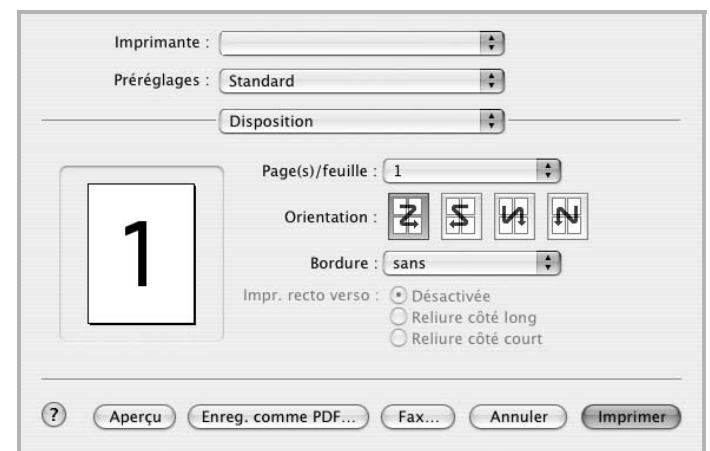 Imprimante :
Préréglages : Standard
Disposition
Page(s)/feuille : 1
Orientation :
Bordure : sans
Impr. recto verso : Désactivée
Reliure côté long
Reliure côté court
1
? Aperçu Enreg. comme PDF... Fax... Annuler Imprimer